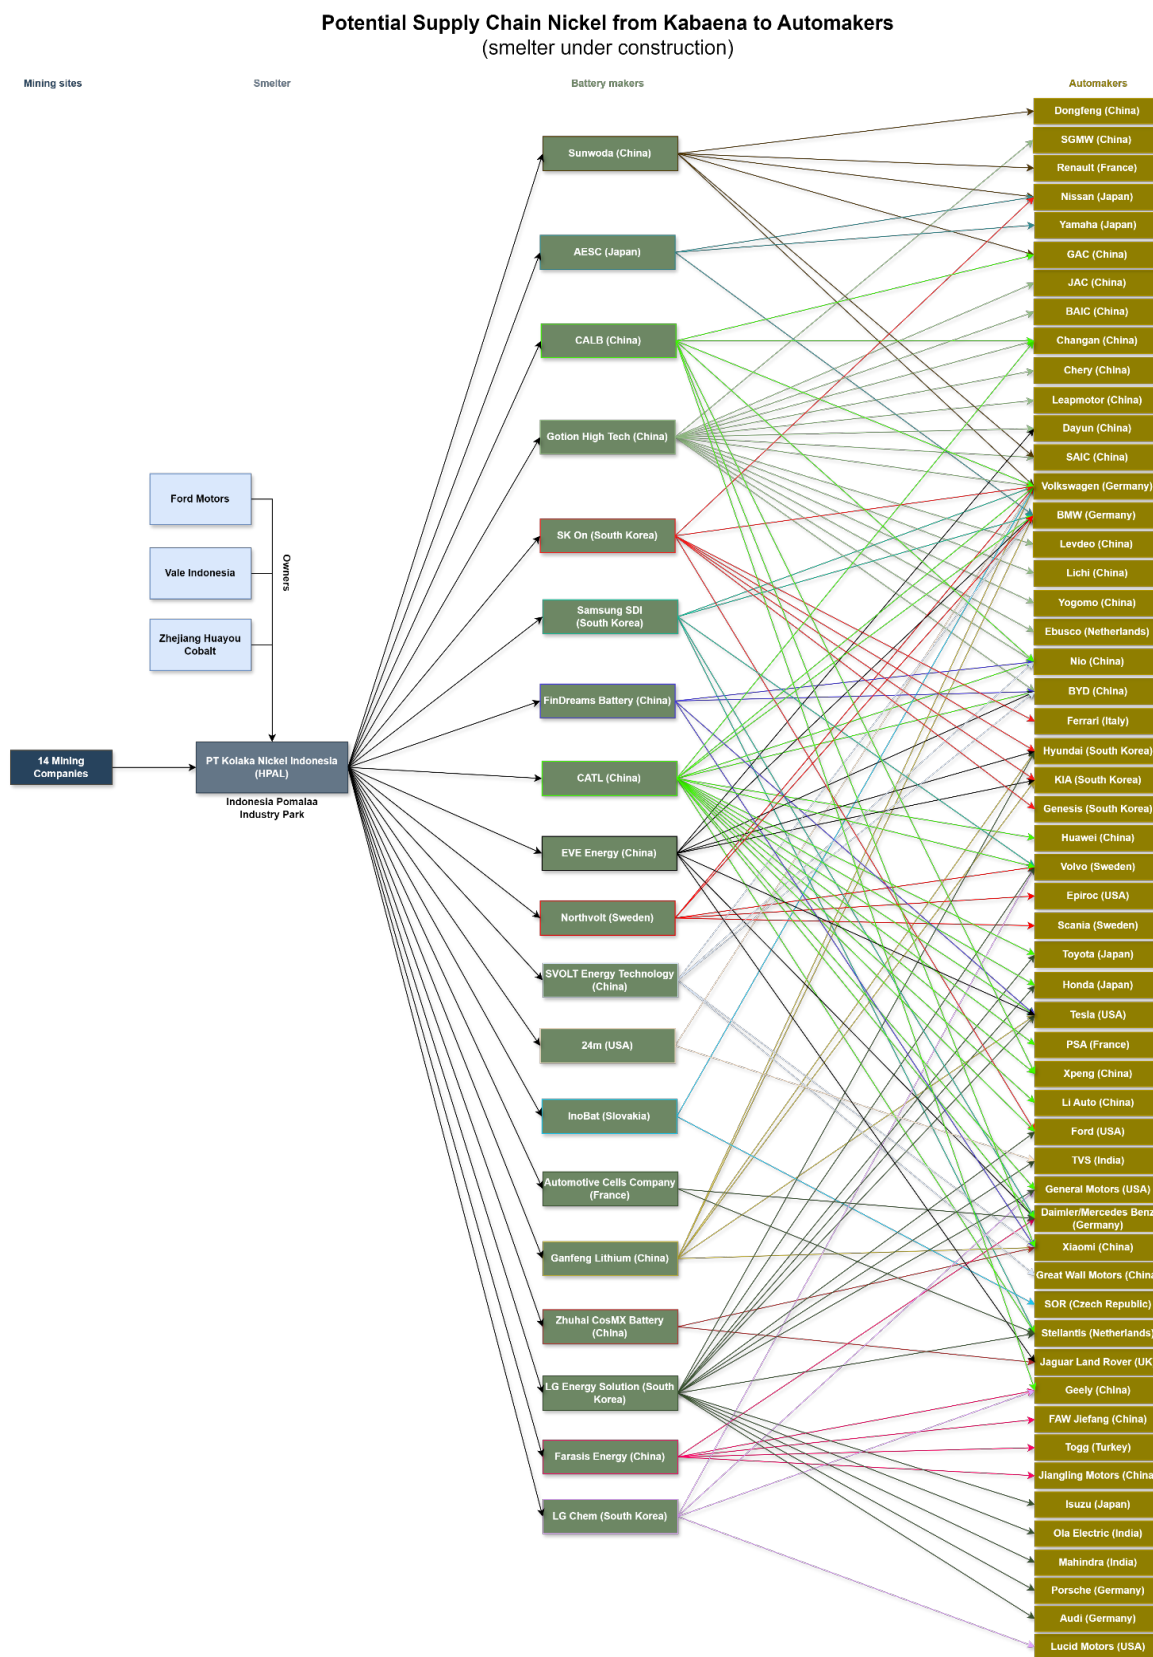 Potential Supply Chain Nickel from Kabaena to Automakers
(smelter under construction)
Mining sites
Smelter
Battery makers
Automakers
14 Mining
Companies
Ford Motors
Vale Indonesia
Zhejiang Huayou
Cobalt
Owners
PT Kolaka Nickel Indonesia
(HPAL)
Indonesia Pomalaa
Industry Park
Sunwoda (China)
AESC (Japan)
CALB (China)
Gotion High Tech (China)
SK On (South Korea)
Samsung SDI
(South Korea)
FinDreams Battery (China)
CATL (China)
EVE Energy (China)
Northvolt (Sweden)
SVOLT Energy Technology
(China)
24m (USA)
InoBat (Slovakia)
Automotive Cells Company
(France)
Ganfeng Lithium (China)
Zhuhai CosMX Battery
(China)
LG Energy Solution (South
Korea)
Farasis Energy (China)
LG Chem (South Korea)
Dongfeng (China)
SGMW (China)
Renault (France)
Nissan (Japan)
Yamaha (Japan)
GAC (China)
JAC (China)
BAIC (China)
Changan (China)
Chery (China)
Leapmotor (China)
Dayun (China)
SAIC (China)
Volkswagen (Germany)
BMW (Germany)
Levdeo (China)
Lichi (China)
Yogomo (China)
Ebusco (Netherlands)
Nio (China)
BYD (China)
Ferrari (Italy)
Hyundai (South Korea)
KIA (South Korea)
Genesis (South Korea)
Huawei (China)
Volvo (Sweden)
Epiroc (USA)
Scania (Sweden)
Toyota (Japan)
Honda (Japan)
Tesla (USA)
PSA (France)
Xpeng (China)
Li Auto (China)
Ford (USA)
TVS (India)
General Motors (USA)
Daimler/Mercedes Benz
(Germany)
Xiaomi (China)
Great Wall Motors (China
SOR (Czech Republic)
Stellantis (Netherlands)
Jaguar Land Rover (UK
Geely (China)
FAW Jiefang (China)
Togg (Turkey)
Jiangling Motors (China
Isuzu (Japan)
Ola Electric (India)
Mahindra (India)
Porsche (Germany)
Audi (Germany)
Lucid Motors (USA)